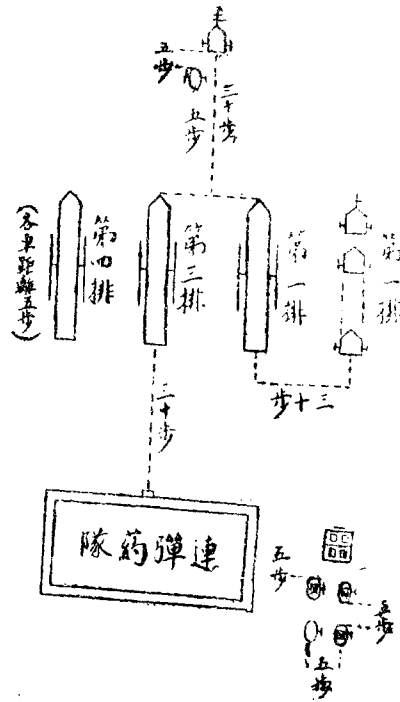 五步
五步
三十步
第一排
第一排
第三排
第四排
（各車距離五步）
三十步
三十步
連彈葯隊
五步
五步
五步